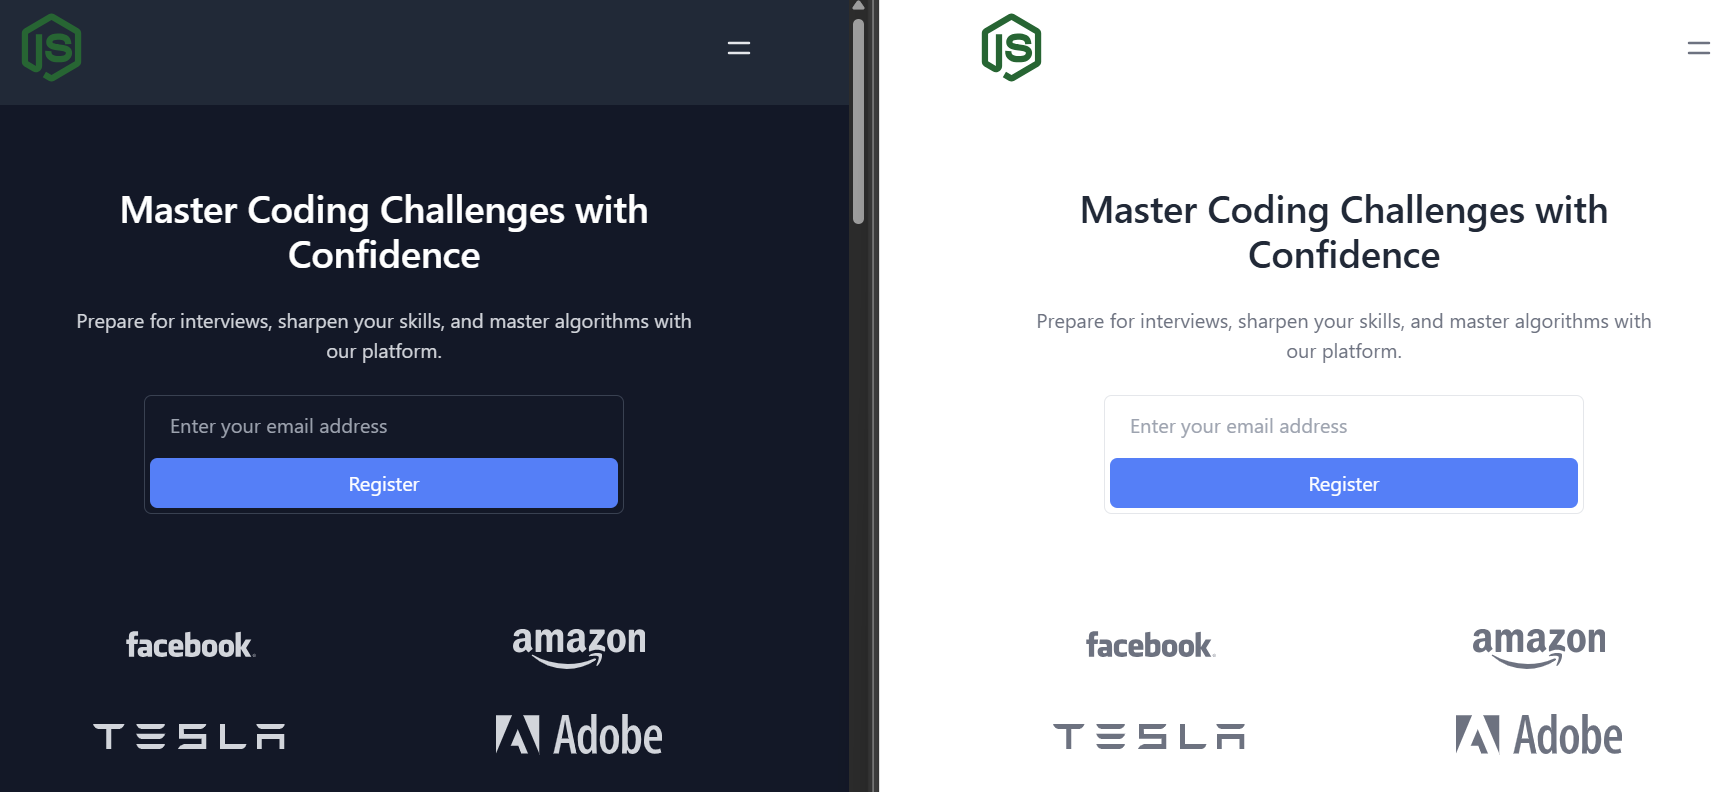 JS
Master Coding Challenges with
Confidence
Prepare for interviews, sharpen your skills, and master algorithms with
our platform.
Enter your email address
Register
facebook.
amazon
TESLA
Adobe
JS
Master Coding Challenges with
Confidence
Prepare for interviews, sharpen your skills, and master algorithms with
our platform.
Enter your email address
Register
facebook.
amazon
TESLA
Adobe